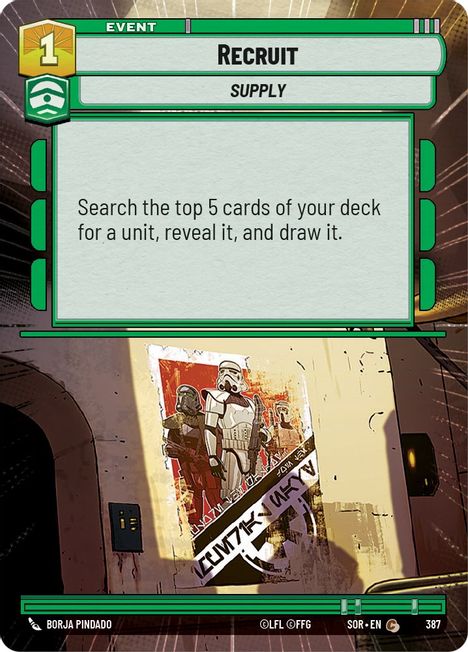 EVENT
1
RECRUIT
SUPPLY
Search the top 5 cards of your deck
for a unit, reveal it, and draw it.
BORJA PINDADO
©LFL ©FFG
SOR • EN
C
387